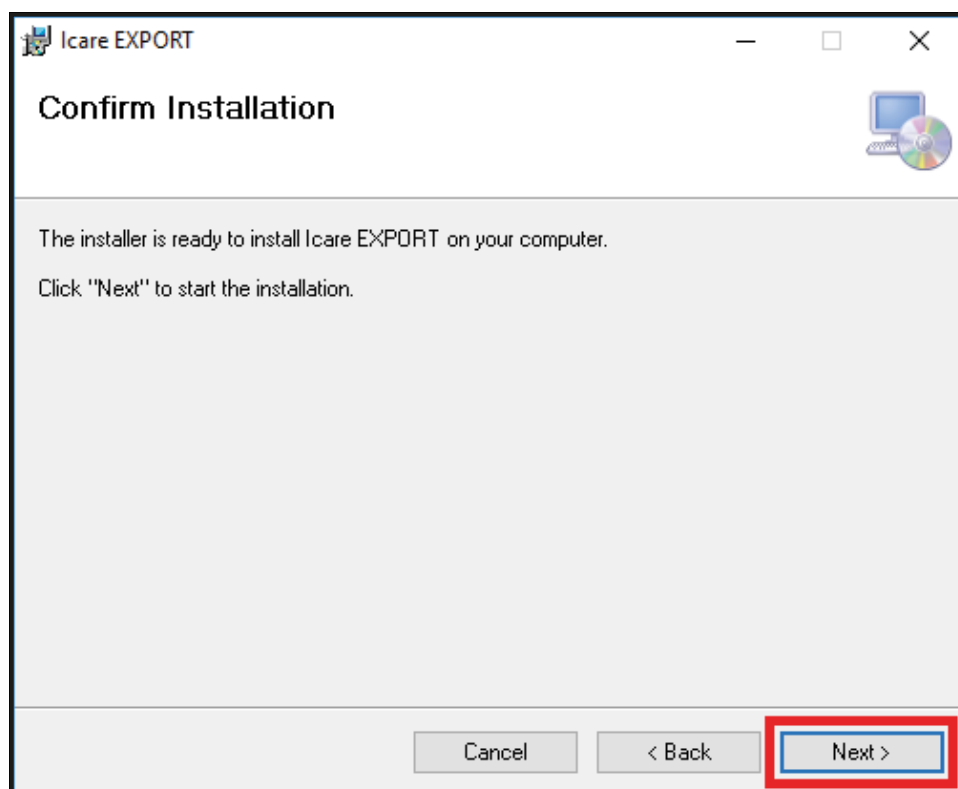 Icare EXPORT
Confirm Installation
The installer is ready to install Icare EXPORT on your computer.
Click "Next" to start the installation.
Cancel
< Back
Next >